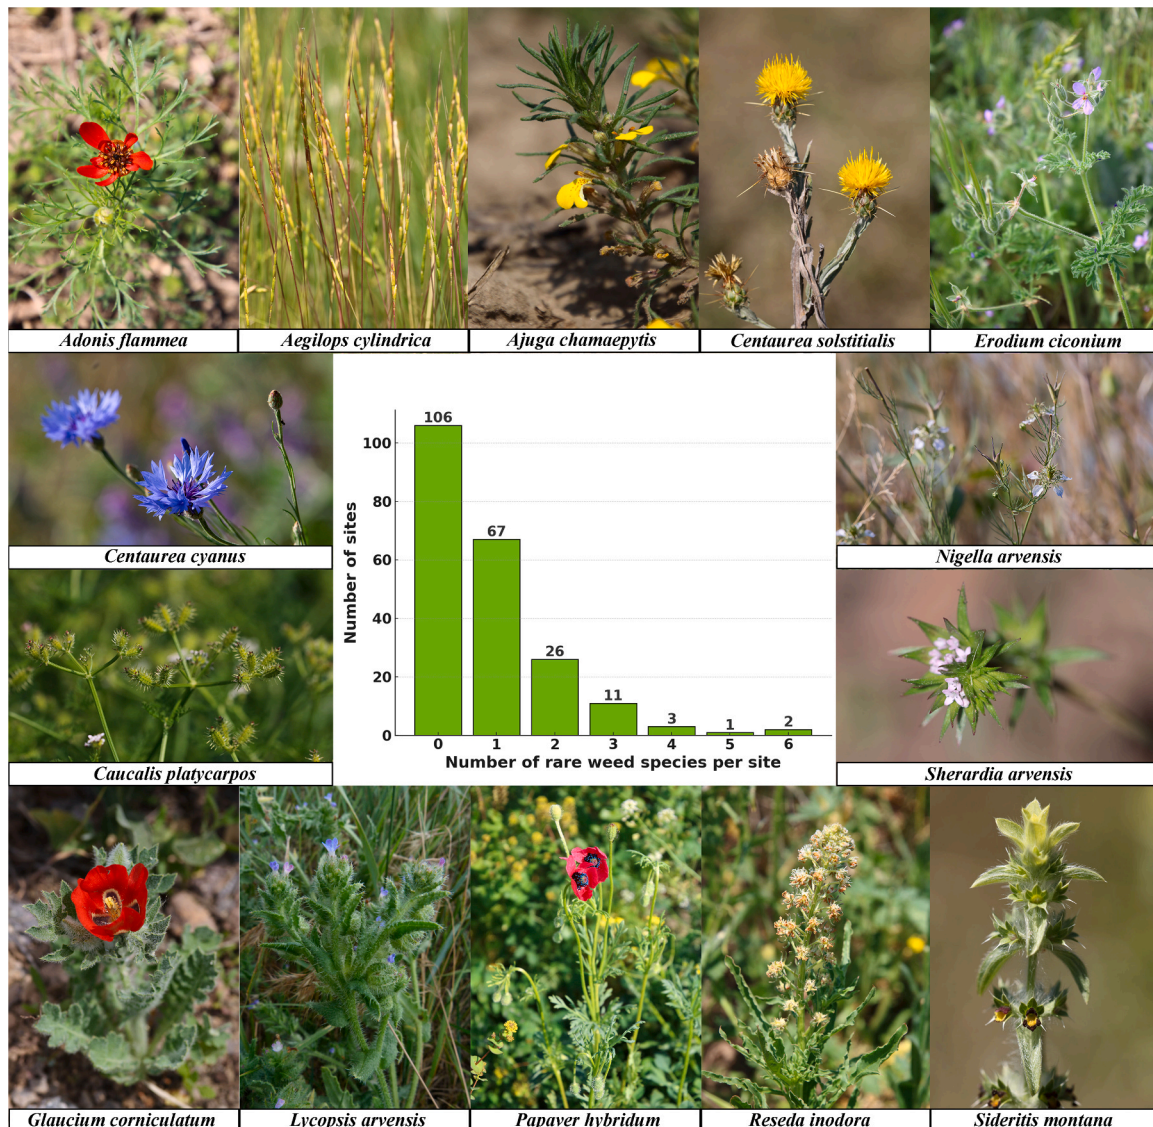 Adonis flammea
Aegilops cylindrica
Ajuga chamaepytis
Centaurea solstitialis
Erodium ciconium
Centaurea cyanus
Caucalis platycarpos
Number of sites
100
80
60
40
20
0
106
67
26
11
3
1
2
0 1 2 3 4 5 6
Number of rare weed species per site
Nigella arvensis
Sherardia arvensis
Glaucium corniculatum
Lycopsis arvensis
Papaver hybridum
Reseda inodora
Sideritis montana